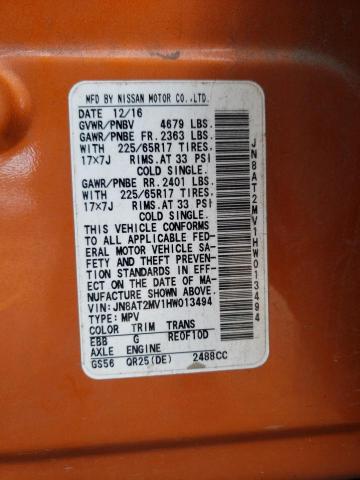 MFD BY NISSAN MOTOR CO.,LTD.
DATE 12/16
GVWR/PNBV 4679 LBS.
GAWR/PNBE FR. 2363 LBS.
WITH 225/65R17 TIRES.
17X7J RIMS.AT 33 PSI
COLD SINGLE.
GAWR/PNBE RR. 2401 LBS.
WITH 225/65R17 TIRES.
17X7J RIMS.AT 33 PSI
COLD SINGLE.
THIS VEHICLE CONFORMS
TO ALL APPLICABLE FED-
ERAL MOTOR VEHICLE SA-
FETY THEFT PREVENTION
STANDARDS IN EFF-
ECT ON THE DATE OF MA-
NUFACTURE SHOWN ABOVE.
VIN: JN8AT2MV1HW013494
TYPE: MPV
COLOR TRIM TRANS
EBB G RE0F10D
AXLE ENGINE
GS56 QR25(DE) 2488CC
JN8AT2MV1HW013494